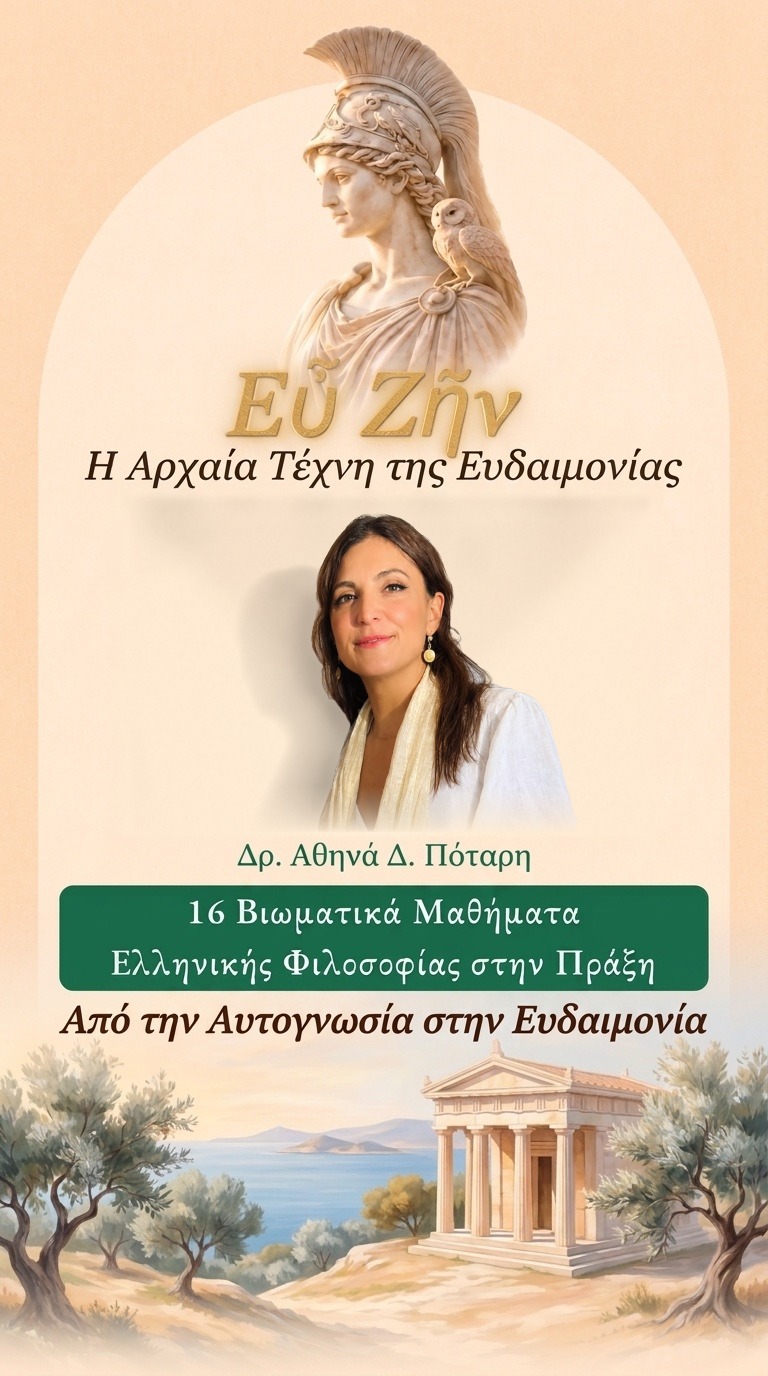 Εὖ Ζῆν
Η Αρχαία Τέχνη της Ευδαιμονίας
Δρ. Αθηνά Δ. Πόταρη
16 Βιωματικά Μαθήματα
Ελληνικής Φιλοσοφίας στην Πράξη
Από την Αυτογνωσία στην Ευδαιμονία